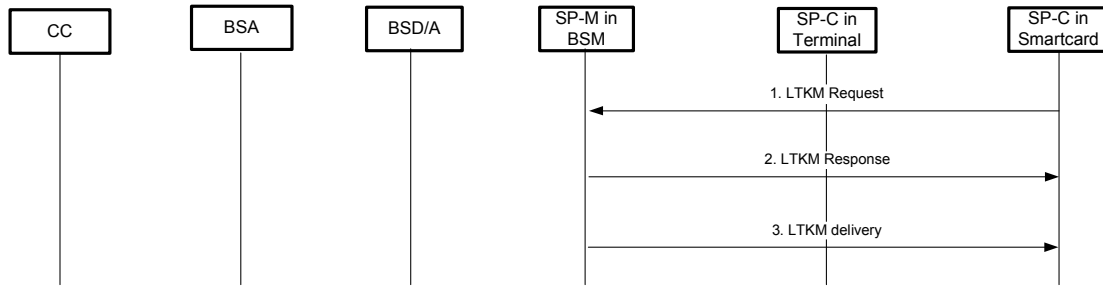 CC
BSA
BSD/A
SP-M in
BSM
SP-C in
Terminal
SP-C in
Smartcard
1. LTKM Request
2. LTKM Response
3. LTKM delivery